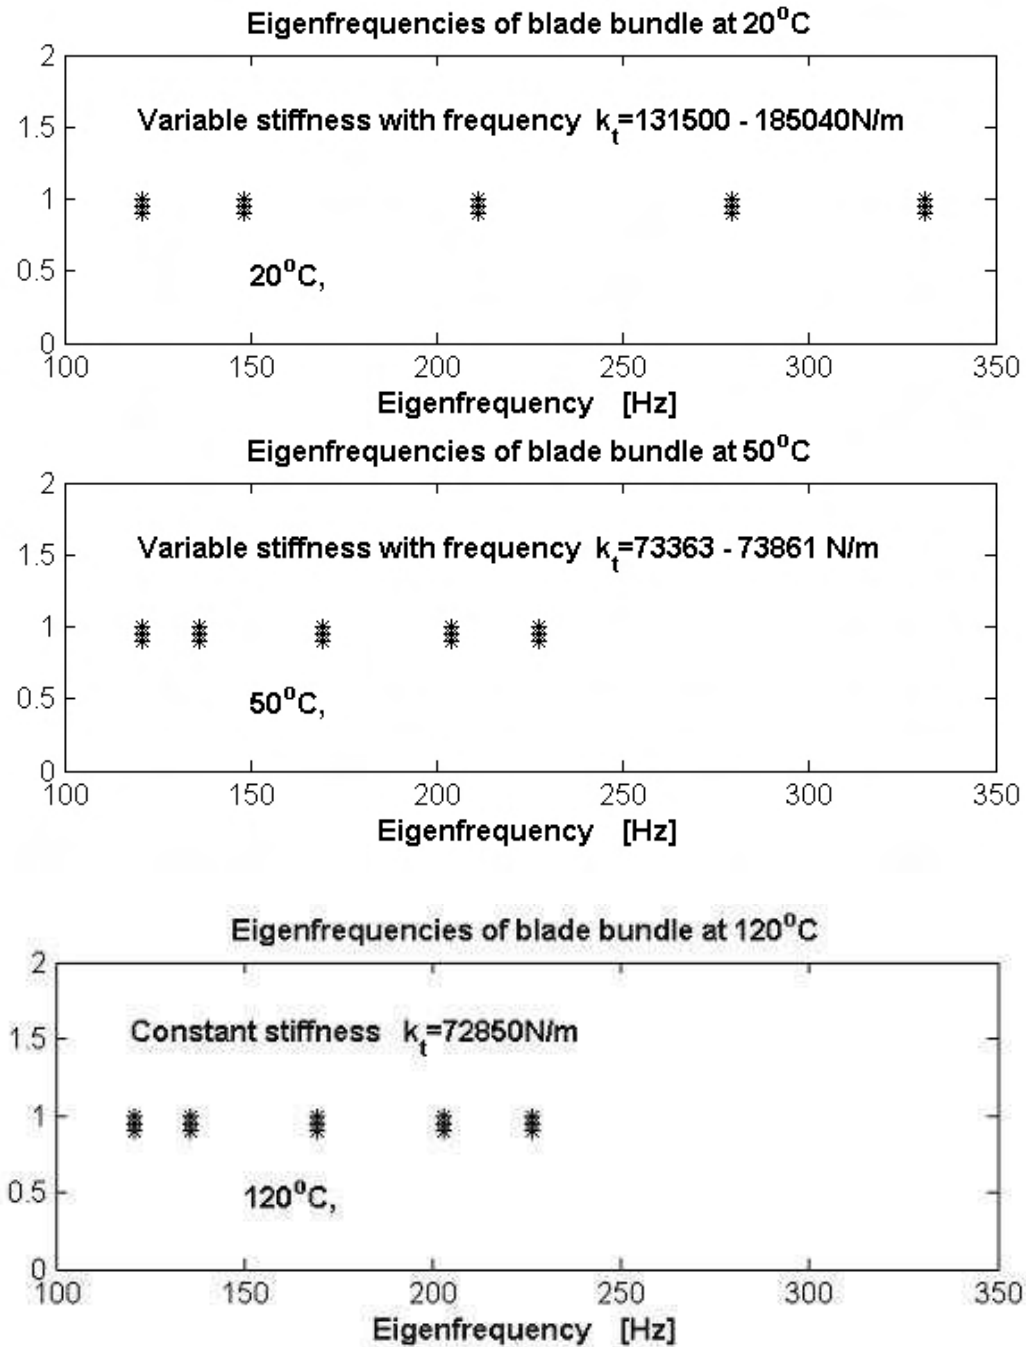 Eigenfrequencies of blade bundle at 20°C
2
Variable stiffness with frequency kt=131500 - 185040N/m
1.5
1
0.5
20°C,
0
100 150 200 250 300 350
Eigenfrequency [Hz]
Eigenfrequencies of blade bundle at 50°C
2
Variable stiffness with frequency kt=73363 - 73861 N/m
1.5
1
0.5
50°C,
0
100 150 200 250 300 350
Eigenfrequency [Hz]
Eigenfrequencies of blade bundle at 120°C
2
Constant stiffness kt=72850N/m
1.5
1
0.5
120°C,
0
100 150 200 250 300 350
Eigenfrequency [Hz]